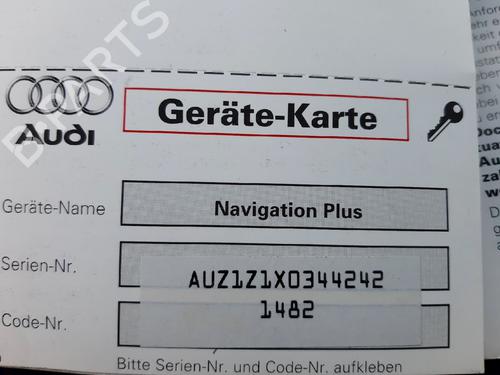 Audi
Geräte-Karte
Geräte-Name
Navigation Plus
Serien-Nr.
AUZ1Z1X0344242
Code-Nr.
1482
Bitte Serien-Nr. und Code-Nr. aufkleben